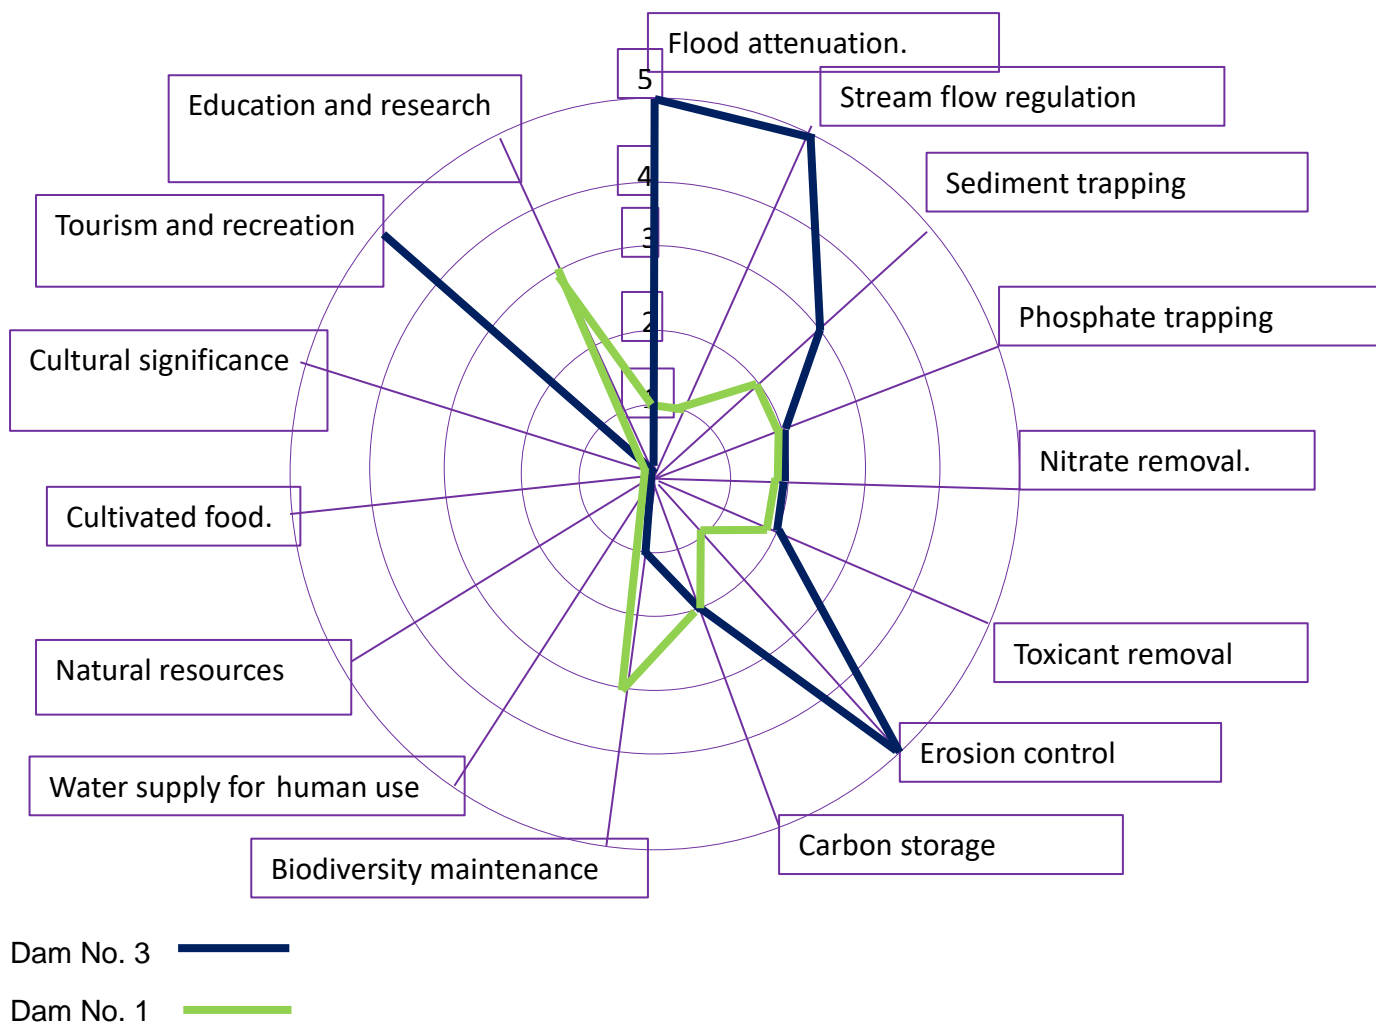 Flood attenuation.
5
Education and research
Stream flow regulation
4
Sediment trapping
Tourism and recreation
3
2
Phosphate trapping
Cultural significance
1
Nitrate removal.
Cultivated food.
Toxicant removal
Natural resources
Erosion control
Water supply for human use
Carbon storage
Biodiversity maintenance
Dam No. 3
Dam No. 1